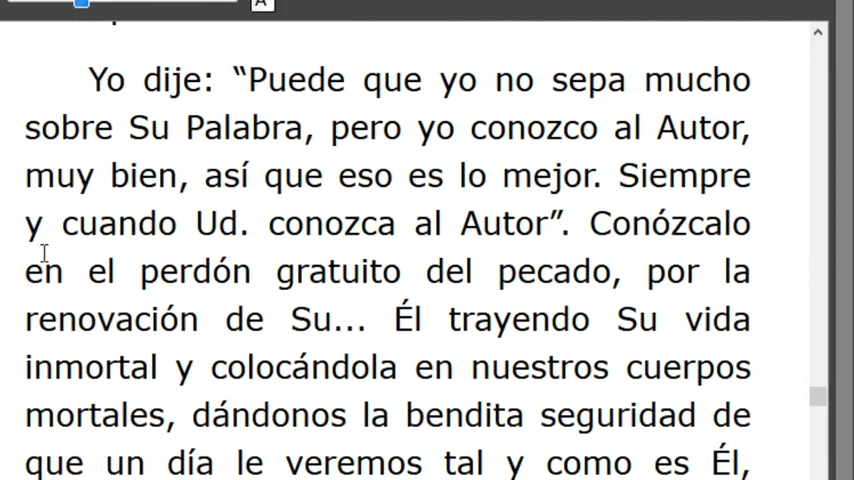 Yo dije: “Puede que yo no sepa mucho
sobre Su Palabra, pero yo conozco al Autor,
muy bien, así que eso es lo mejor. Siempre
y cuando Ud. conozca al Autor”. Conózcalo
en el perdón gratuito del pecado, por la
renovación de Su... Él trayendo Su vida
inmortal y colocándola en nuestros cuerpos
mortales, dándonos la bendita seguridad de
que un día le veremos tal y como es Él,